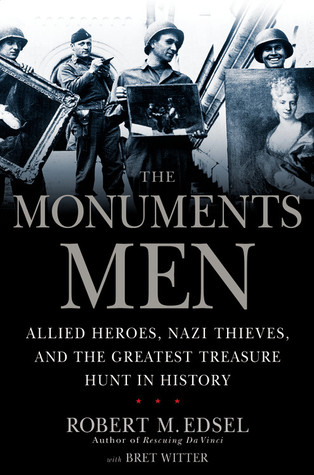 THE
MONUMENTS
MEN
ALLIED HEROES, NAZI THIEVES,
AND THE GREATEST TREASURE
HUNT IN HISTORY
ROBERT M. EDSEL
Author of Rescuing Da Vinci
with BRET WITTER